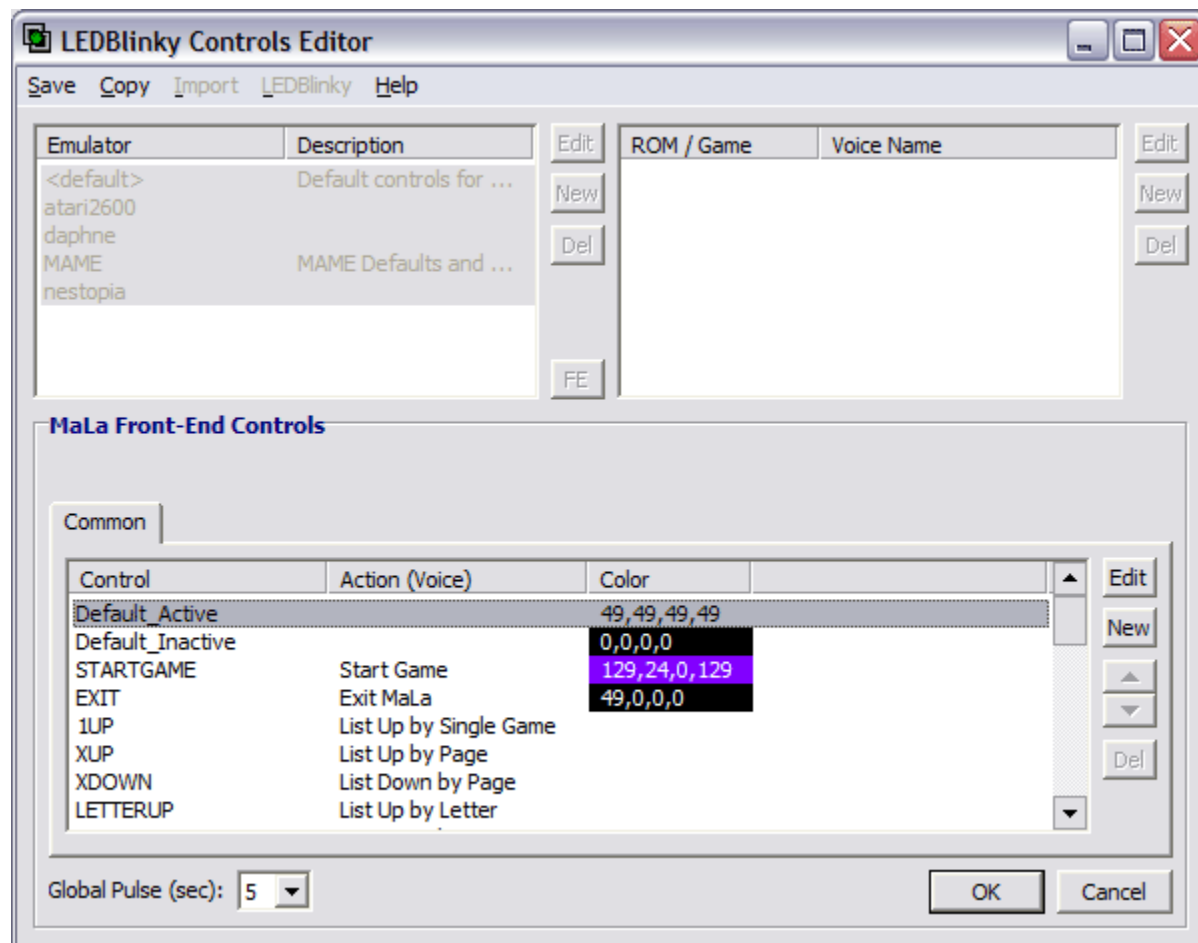 LEDBlinky Controls Editor
Save Copy Import LEDBlinky Help
Emulator Description Edit ROM / Game Voice Name Edit
<default> Default controls for ...
New New
atari2600
daphne
Del Del
MAME MAME Defaults and ...
nestopia
FE
MaLa Front-End Controls
Common
Control Action (Voice) Color Edit
Default_Active 49,49,49,49
New
Default_Inactive 0,0,0,0
STARTGAME Start Game 129,24,0,129
EXIT Exit MaLa 49,0,0,0
1UP List Up by Single Game
XUP List Up by Page
Del
XDOWN List Down by Page
LETTERUP List Up by Letter
Global Pulse (sec): 5 OK Cancel